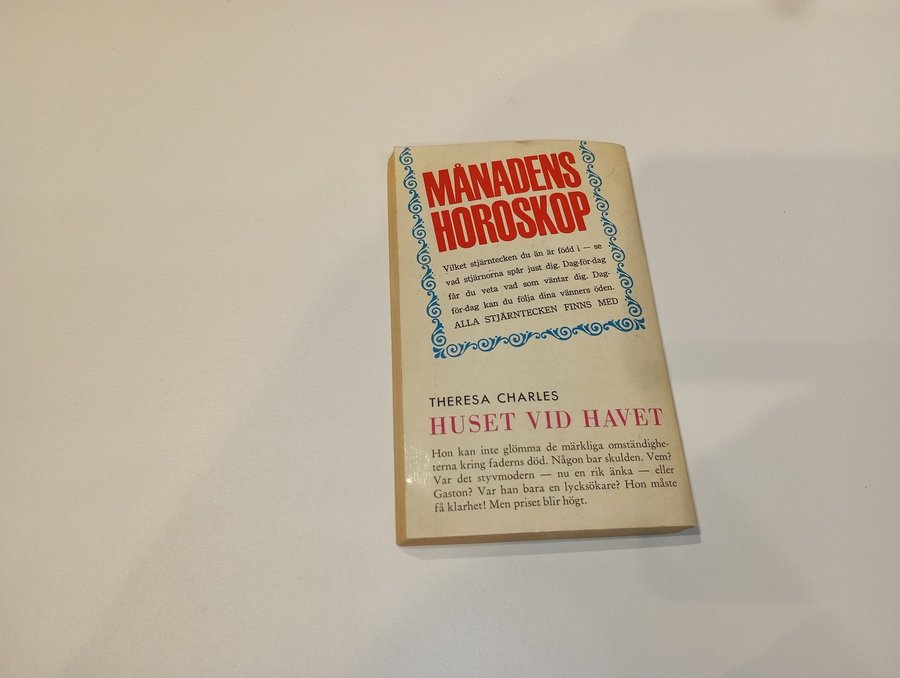 MÅNADENS
HOROSKOP
Vilket stjärntecken du än är född i — se
vad stjärnorna spår just dig. Dag-för-dag
får du veta vad som väntar dig. Dag-
för-dag kan du följa dina vänners öden.
ALLA STJÄRNTECKEN FINNS MED
THERESA CHARLES
HUSET VID HAVET
Hon kan inte glömma de märkliga omständighe-
terna kring faderns död. Någon bar skulden. Vem?
Var det styvmodern — nu en rik änka — eller
Gaston? Var han bara en lycksökare? Hon måste
få klarhet! Men priset blir högt.